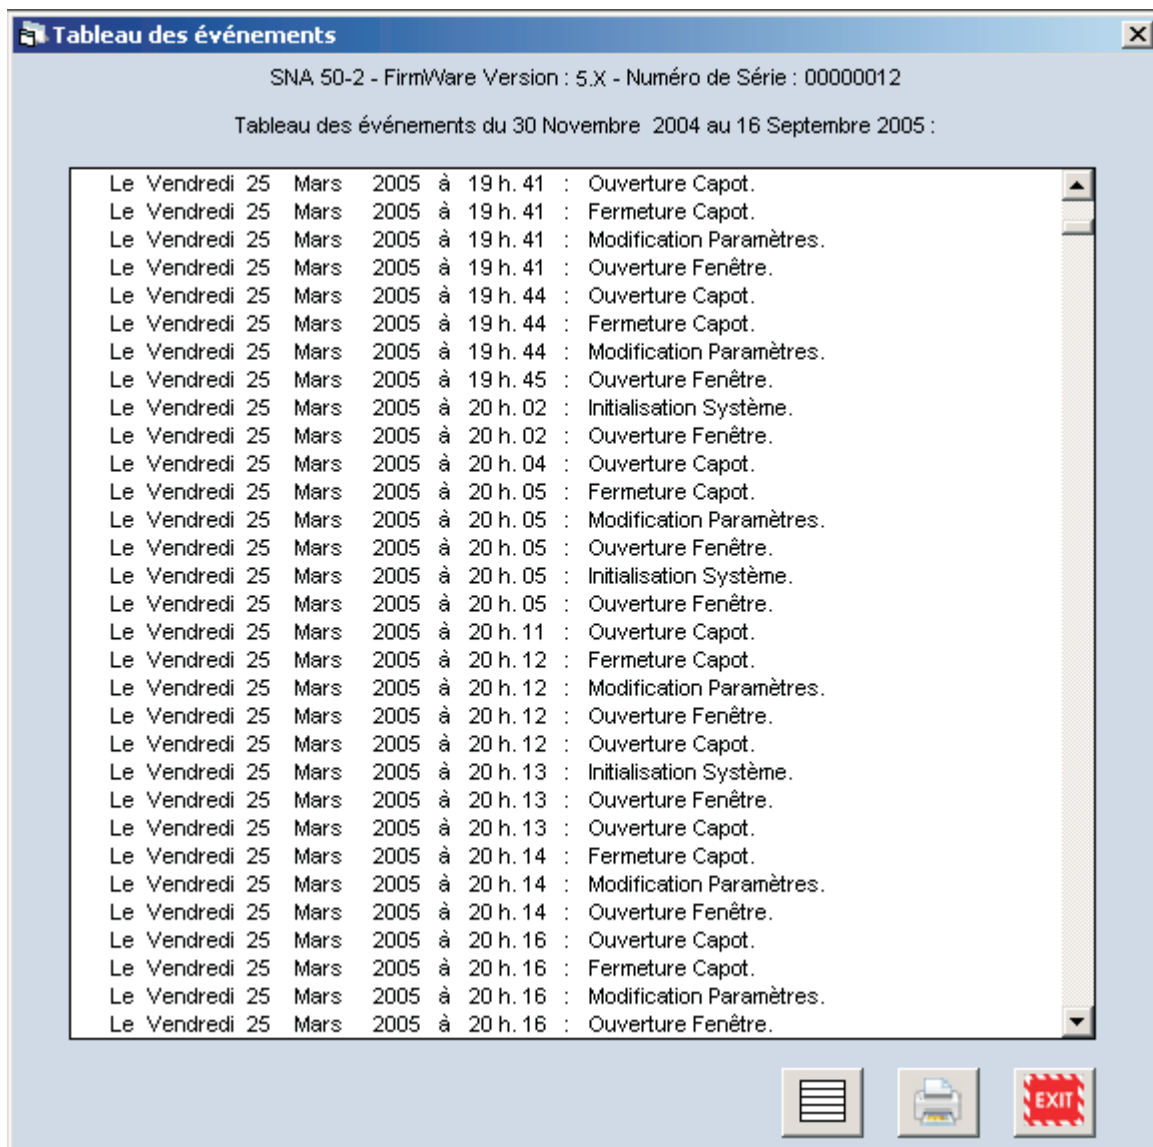 Tableau des événements
SNA 50-2 - FirmWare Version : 5.X - Numéro de Série : 00000012
Tableau des événements du 30 Novembre 2004 au 16 Septembre 2005 :
Le Vendredi 25 Mars 2005 à 19 h. 41 : Ouverture Capot.
Le Vendredi 25 Mars 2005 à 19 h. 41 : Fermeture Capot.
Le Vendredi 25 Mars 2005 à 19 h. 41 : Modification Paramètres.
Le Vendredi 25 Mars 2005 à 19 h. 41 : Ouverture Fenêtre.
Le Vendredi 25 Mars 2005 à 19 h. 44 : Ouverture Capot.
Le Vendredi 25 Mars 2005 à 19 h. 44 : Fermeture Capot.
Le Vendredi 25 Mars 2005 à 19 h. 44 : Modification Paramètres.
Le Vendredi 25 Mars 2005 à 19 h. 45 : Ouverture Fenêtre.
Le Vendredi 25 Mars 2005 à 20 h. 02 : Initialisation Système.
Le Vendredi 25 Mars 2005 à 20 h. 02 : Ouverture Fenêtre.
Le Vendredi 25 Mars 2005 à 20 h. 04 : Ouverture Capot.
Le Vendredi 25 Mars 2005 à 20 h. 05 : Fermeture Capot.
Le Vendredi 25 Mars 2005 à 20 h. 05 : Modification Paramètres.
Le Vendredi 25 Mars 2005 à 20 h. 05 : Ouverture Fenêtre.
Le Vendredi 25 Mars 2005 à 20 h. 05 : Initialisation Système.
Le Vendredi 25 Mars 2005 à 20 h. 05 : Ouverture Fenêtre.
Le Vendredi 25 Mars 2005 à 20 h. 11 : Ouverture Capot.
Le Vendredi 25 Mars 2005 à 20 h. 12 : Fermeture Capot.
Le Vendredi 25 Mars 2005 à 20 h. 12 : Modification Paramètres.
Le Vendredi 25 Mars 2005 à 20 h. 12 : Ouverture Fenêtre.
Le Vendredi 25 Mars 2005 à 20 h. 12 : Ouverture Capot.
Le Vendredi 25 Mars 2005 à 20 h. 13 : Initialisation Système.
Le Vendredi 25 Mars 2005 à 20 h. 13 : Ouverture Fenêtre.
Le Vendredi 25 Mars 2005 à 20 h. 13 : Ouverture Capot.
Le Vendredi 25 Mars 2005 à 20 h. 14 : Fermeture Capot.
Le Vendredi 25 Mars 2005 à 20 h. 14 : Modification Paramètres.
Le Vendredi 25 Mars 2005 à 20 h. 14 : Ouverture Fenêtre.
Le Vendredi 25 Mars 2005 à 20 h. 16 : Ouverture Capot.
Le Vendredi 25 Mars 2005 à 20 h. 16 : Fermeture Capot.
Le Vendredi 25 Mars 2005 à 20 h. 16 : Modification Paramètres.
Le Vendredi 25 Mars 2005 à 20 h. 16 : Ouverture Fenêtre.
EXIT